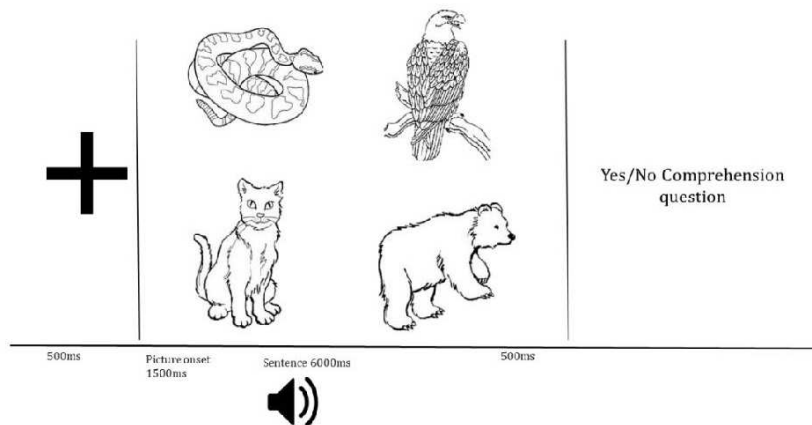 Yes/No Comprehension
question
500ms
Picture onset
1500ms
Sentence 6000ms
500ms